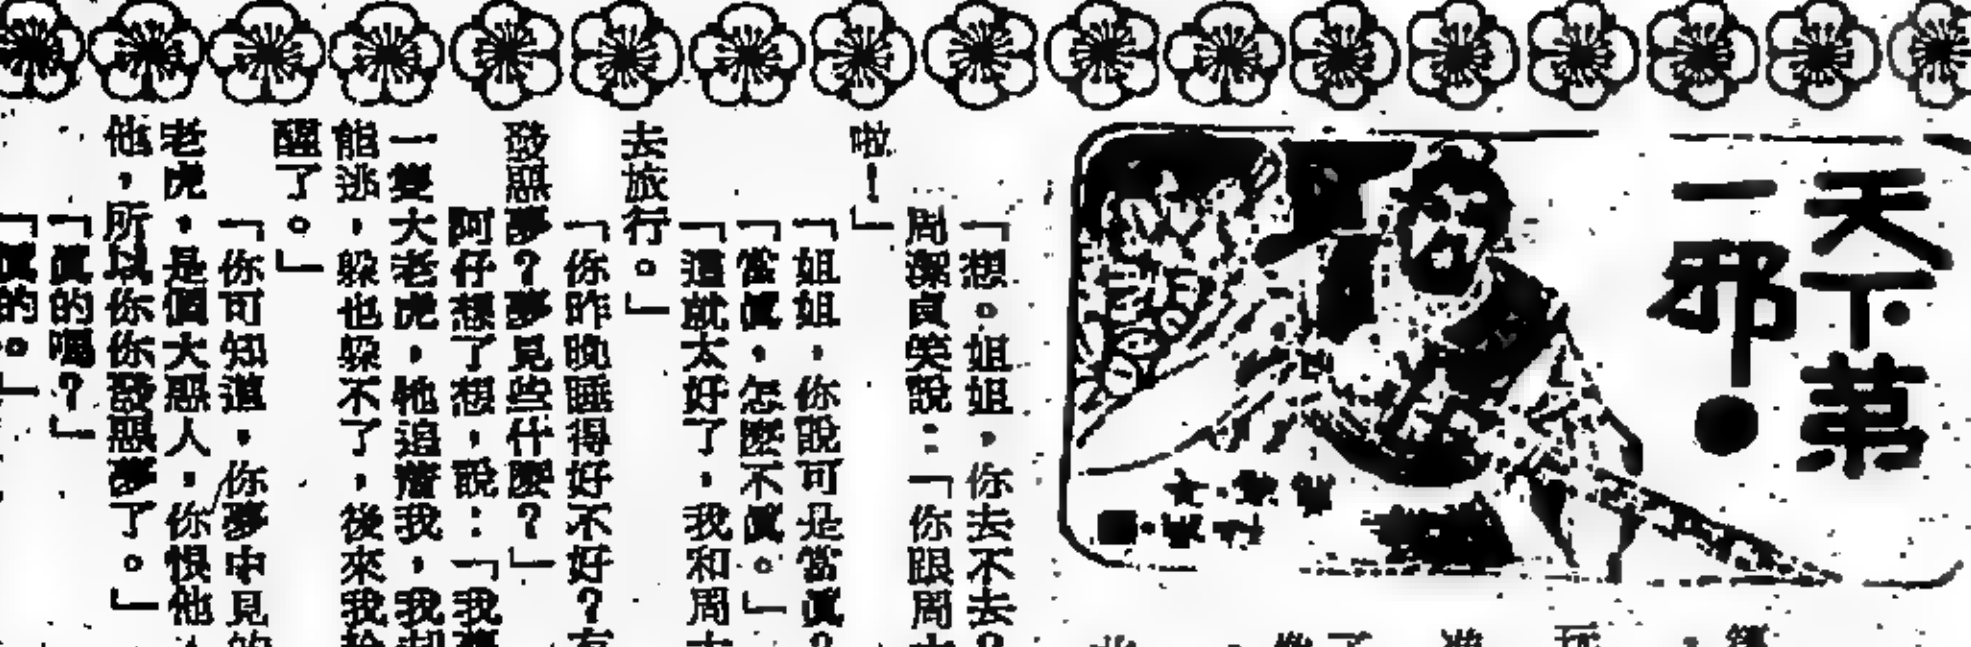 天下第
一邪
「想。姐姐，你去不去？
周潔貞笑說：「你跟周
啦！」
「姐姐，你說可是當眞？
「當眞，怎麼不眞。」
「這就太好了，我和周
去旅行。」
「你昨晚睡得好不好？有
發惡夢？夢見些什麼？」
阿仔想了想，說：「我夢
一隻大老虎，牠追着我，我
能逃，躲也躲不了，後來我
醒了。」
「你可知道，你夢中見的
老虎，是個大惡人，你恨他，
他，所以你你發惡夢了。」
「眞的嗎？」
「眞的。」